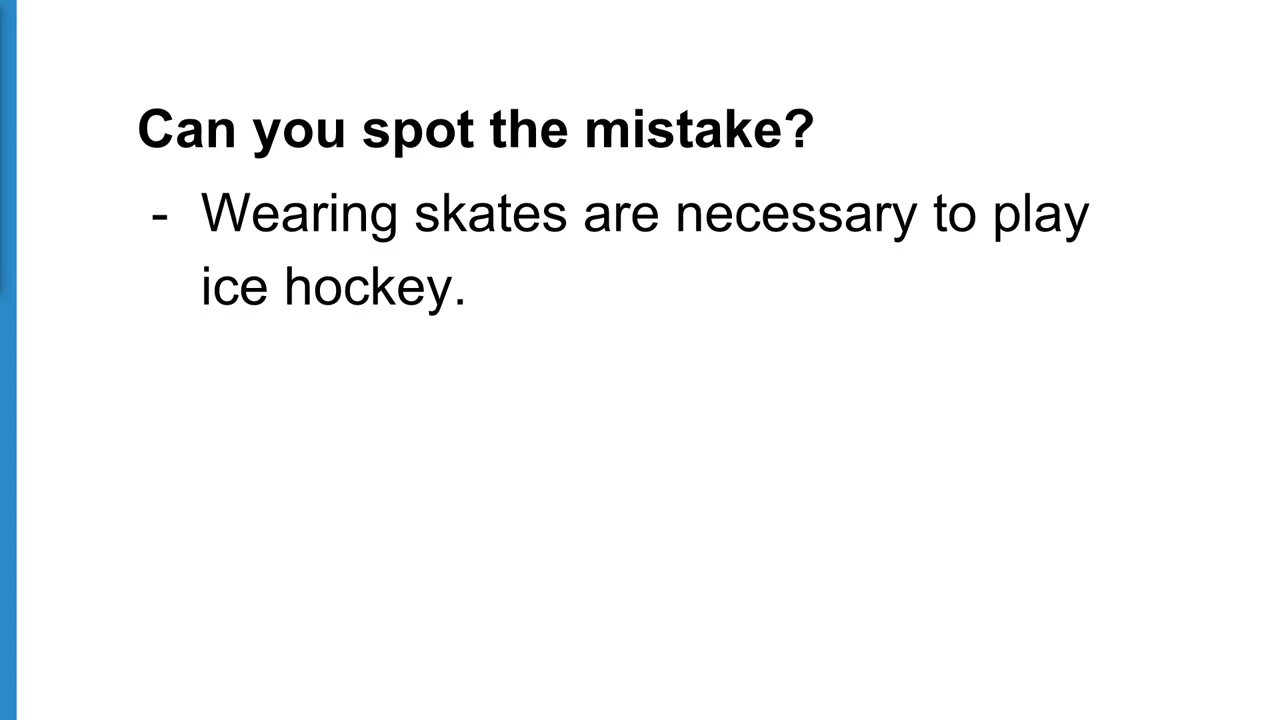 Can you spot the mistake?
- Wearing skates are necessary to play
ice hockey.